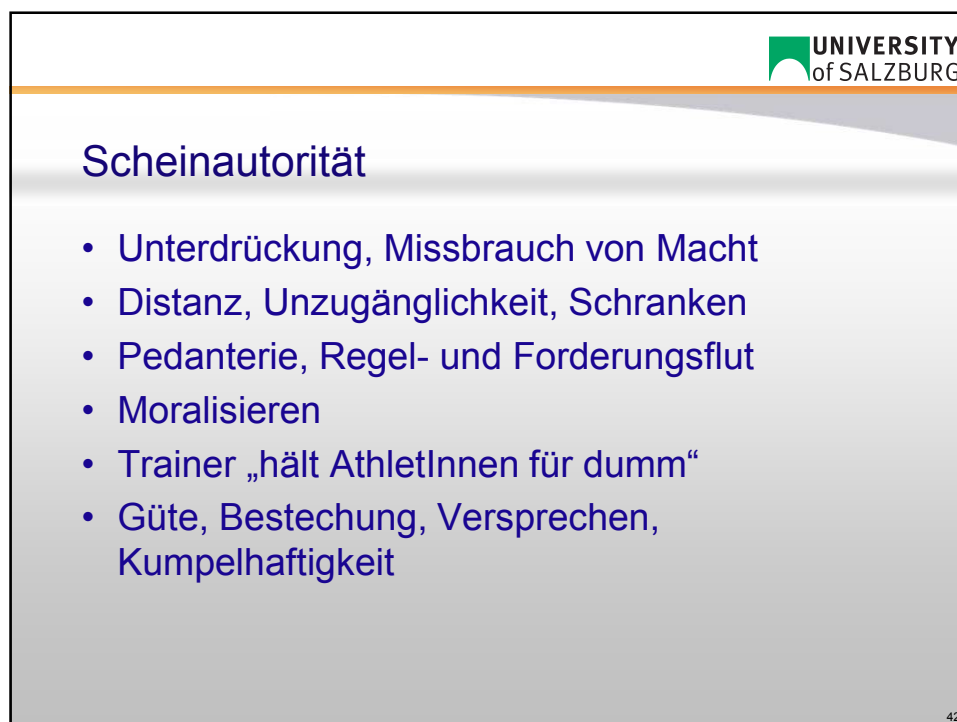 UNIVERSITY
of SALZBURG
Scheinautorität
• Unterdrückung, Missbrauch von Macht
• Distanz, Unzugänglichkeit, Schranken
• Pedanterie, Regel- und Forderungsflut
• Moralisieren
• Trainer „hält AthletInnen für dumm“
• Güte, Bestechung, Versprechen,
Kumpelhaftigkeit
42